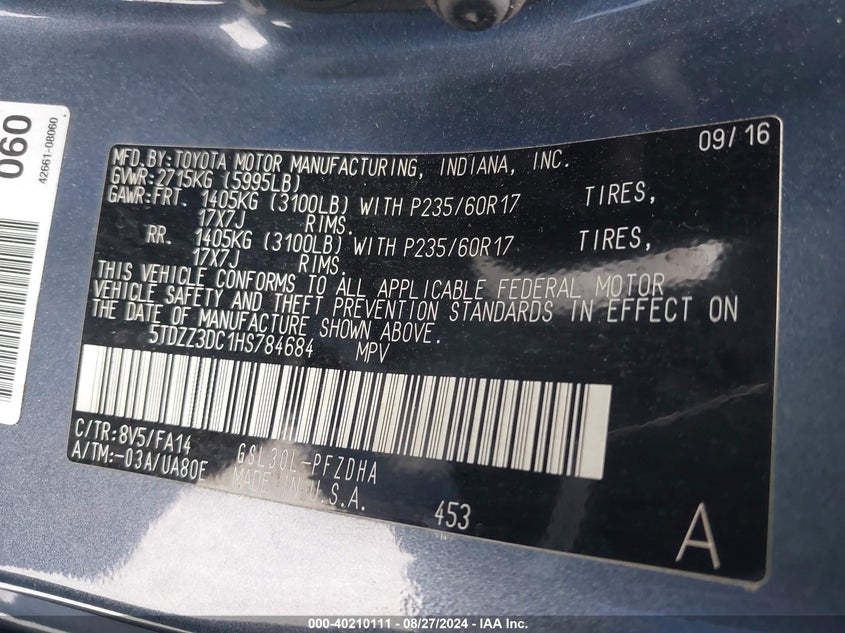 060
42661-08060
MFD. BY: TOYOTA MOTOR MANUFACTURING, INDIANA, INC. 09/16
GVWR: 2715KG (5995LB)
GAWR: FRT. 1405KG (3100LB) WITH P235/60R17 TIRES,
17X7J RIMS.
RR. 1405KG (3100LB) WITH P235/60R17 TIRES,
17X7J RIMS.
THIS VEHICLE CONFORMS TO ALL APPLICABLE FEDERAL MOTOR
VEHICLE SAFETY AND THEFT PREVENTION STANDARDS IN EFFECT ON
THE DATE OF MANUFACTURE SHOWN ABOVE.
5TDZZ3DC1HS784684 MPV
C/TR: 8V5/FA14 GSL30L-PFZDHA
A/TM: -03A/UA80E MADE IN U.S.A.
453 A
000-40210111 - 08/27/2024 - IAA Inc.